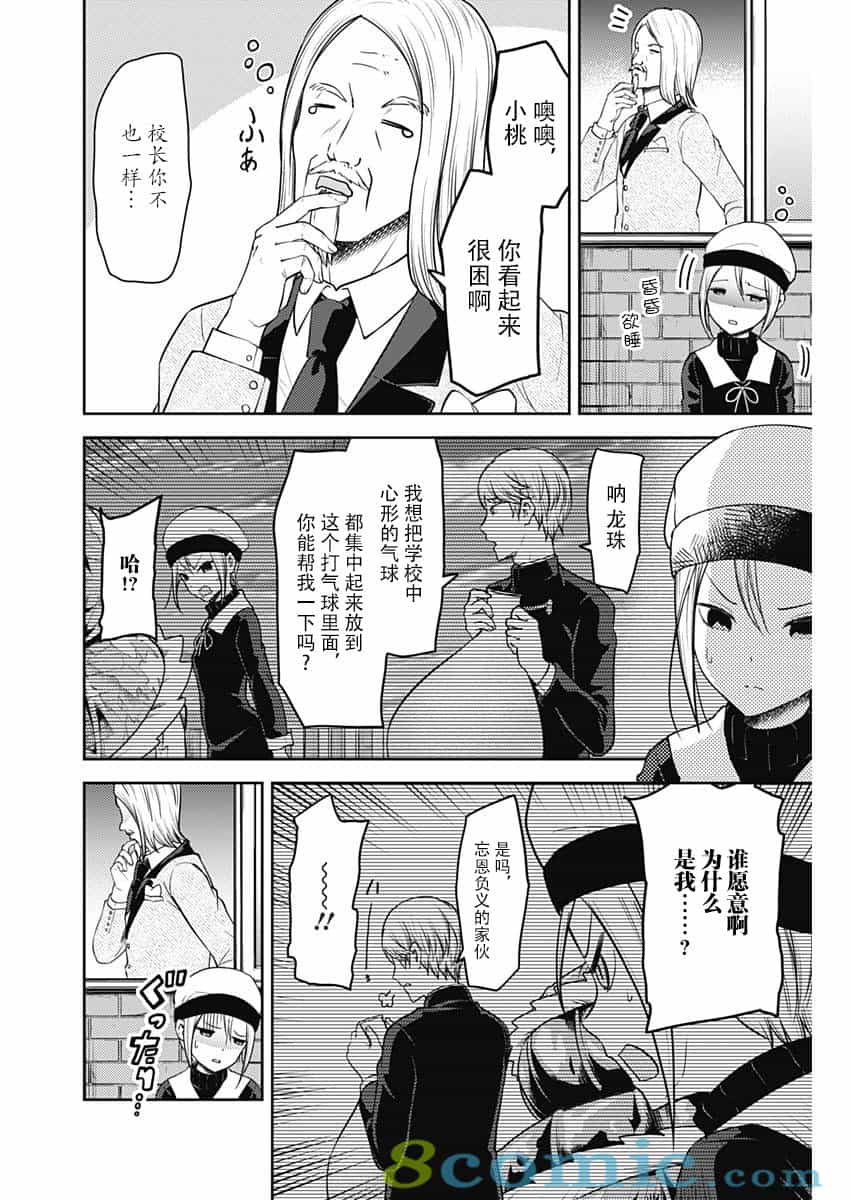 噢噢，
小桃
你看起来
很困啊
校长你不
也一样…
ふぁ
昏昏
欲睡
呐龙珠
我想把学校中
心形的气球
都集中起来放到
这个打气球里面，
你能帮我一下吗？
哈
!?
谁愿意啊
为什么
是我……？
是吗，
忘恩负义的家伙
～～!!
ぐったり…
8comic.com